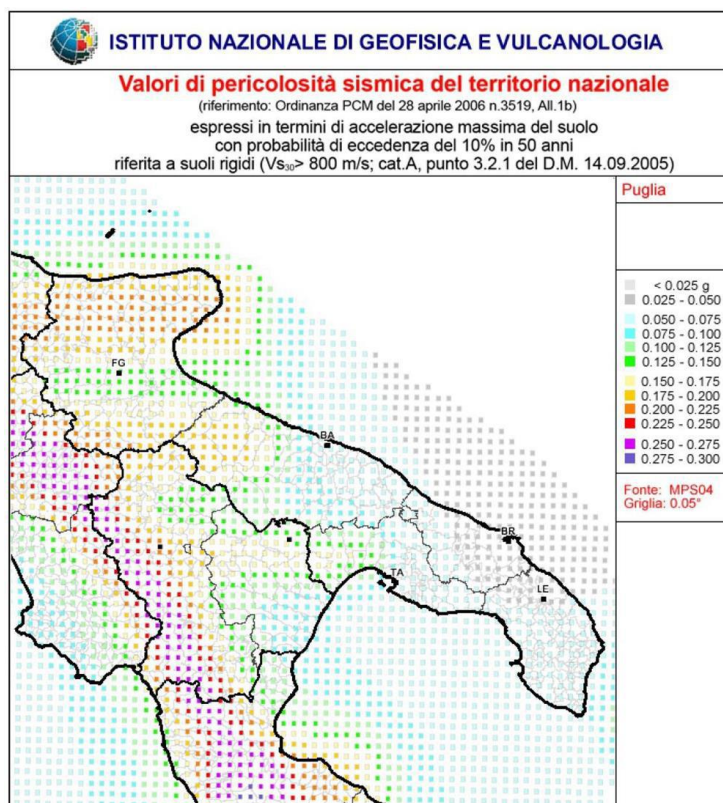 ISTITUTO NAZIONALE DI GEOFISICA E VULCANOLOGIA
Valori di pericolosità sismica del territorio nazionale
(riferimento: Ordinanza PCM del 28 aprile 2006 n.3519, All.1b)
espressi in termini di accelerazione massima del suolo
con probabilità di eccedenza del 10% in 50 anni
riferita a suoli rigidi (Vs₃₀> 800 m/s; cat.A, punto 3.2.1 del D.M. 14.09.2005)
Puglia
< 0.025 g
0.025 - 0.050
0.050 - 0.075
0.075 - 0.100
0.100 - 0.125
0.125 - 0.150
0.150 - 0.175
0.175 - 0.200
0.200 - 0.225
0.225 - 0.250
0.250 - 0.275
0.275 - 0.300
Fonte: MPS04
Griglia: 0.05°
FG
BA
BR
TA
LE